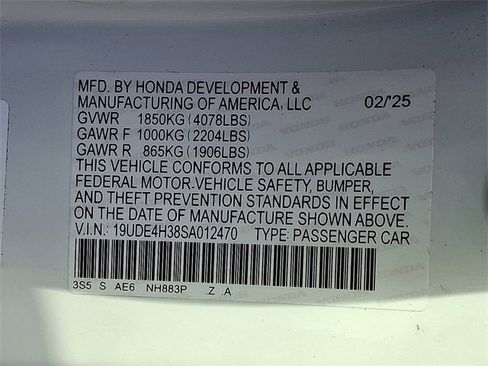 MFD. BY HONDA DEVELOPMENT &
MANUFACTURING OF AMERICA, LLC 02/'25
GVWR 1850KG (4078LBS)
GAWR F 1000KG (2204LBS)
GAWR R 865KG (1906LBS)
THIS VEHICLE CONFORMS TO ALL APPLICABLE
FEDERAL MOTOR-VEHICLE SAFETY, BUMPER,
AND THEFT PREVENTION STANDARDS IN EFFECT
ON THE DATE OF MANUFACTURE SHOWN ABOVE.
V.I.N.: 19UDE4H38SA012470 TYPE: PASSENGER CAR
3S5 S AE6 NH883P .Z .A